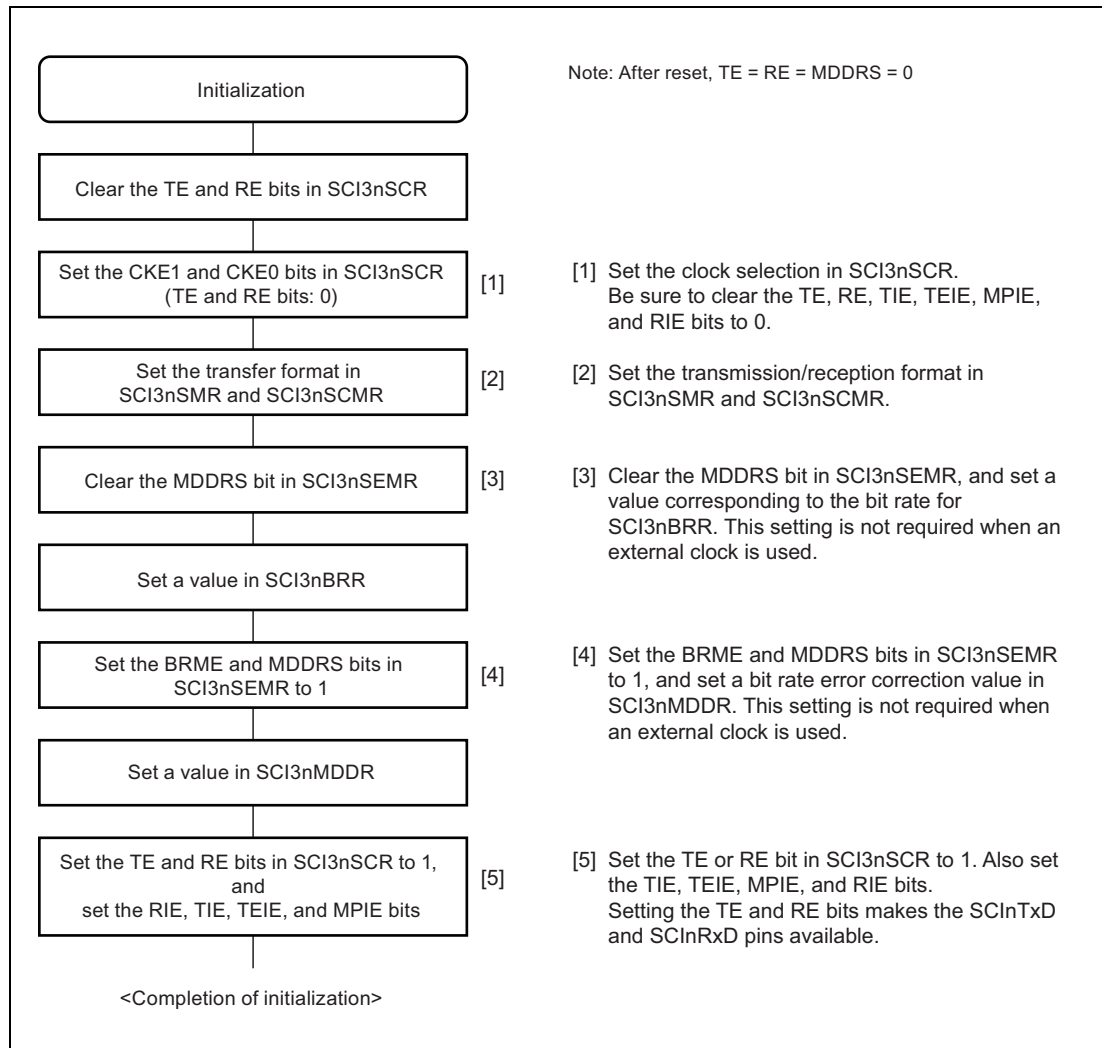 Initialization
Note: After reset, TE = RE = MDDRS = 0
Clear the TE and RE bits in SCI3nSCR
Set the CKE1 and CKE0 bits in SCI3nSCR
(TE and RE bits: 0)
[1]
[1] Set the clock selection in SCI3nSCR.
Be sure to clear the TE, RE, TIE, TEIE, MPIE,
and RIE bits to 0.
Set the transfer format in
SCI3nSMR and SCI3nSCMR
[2]
[2] Set the transmission/reception format in
SCI3nSMR and SCI3nSCMR.
Clear the MDDRS bit in SCI3nSEMR
[3]
[3] Clear the MDDRS bit in SCI3nSEMR, and set a
value corresponding to the bit rate for
SCI3nBRR. This setting is not required when an
external clock is used.
Set a value in SCI3nBRR
Set the BRME and MDDRS bits in
SCI3nSEMR to 1
[4]
[4] Set the BRME and MDDRS bits in SCI3nSEMR
to 1, and set a bit rate error correction value in
SCI3nMDDR. This setting is not required when
an external clock is used.
Set a value in SCI3nMDDR
Set the TE and RE bits in SCI3nSCR to 1,
and
set the RIE, TIE, TEIE, and MPIE bits
[5]
[5] Set the TE or RE bit in SCI3nSCR to 1. Also set
the TIE, TEIE, MPIE, and RIE bits.
Setting the TE and RE bits makes the SCInTxD
and SCInRxD pins available.
<Completion of initialization>